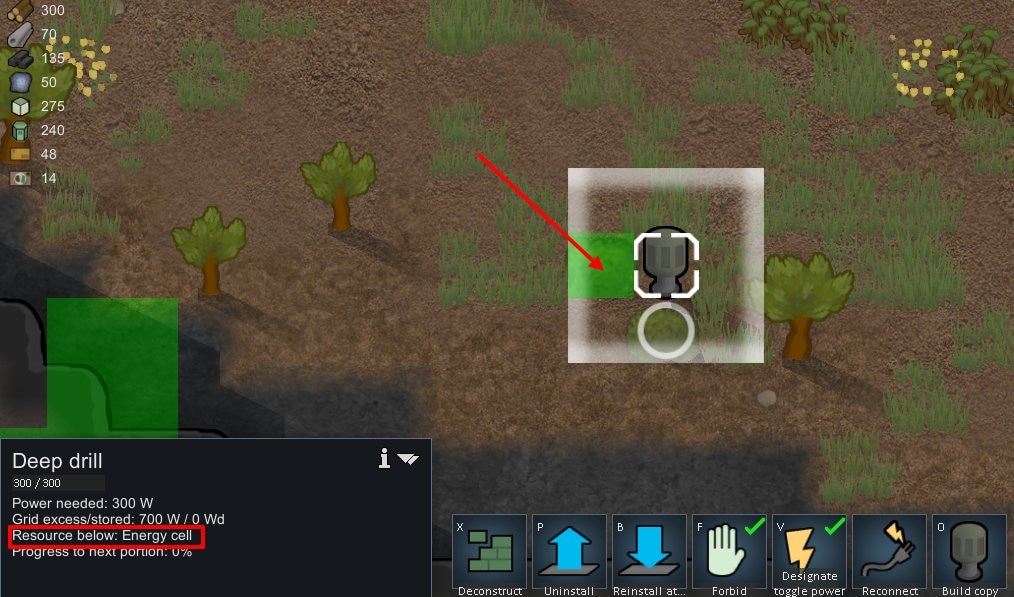 300
70
135
50
275
240
48
14
Deep drill
300 / 300
Power needed: 300 W
Grid excess/stored: 700 W / 0 Wd
Resource below: Energy cell
Progress to next portion: 0%
X
Deconstruct
P
Uninstall
B
Reinstall at...
F
Forbid
V
Designate
toggle power
Reconnect
O
Build copy